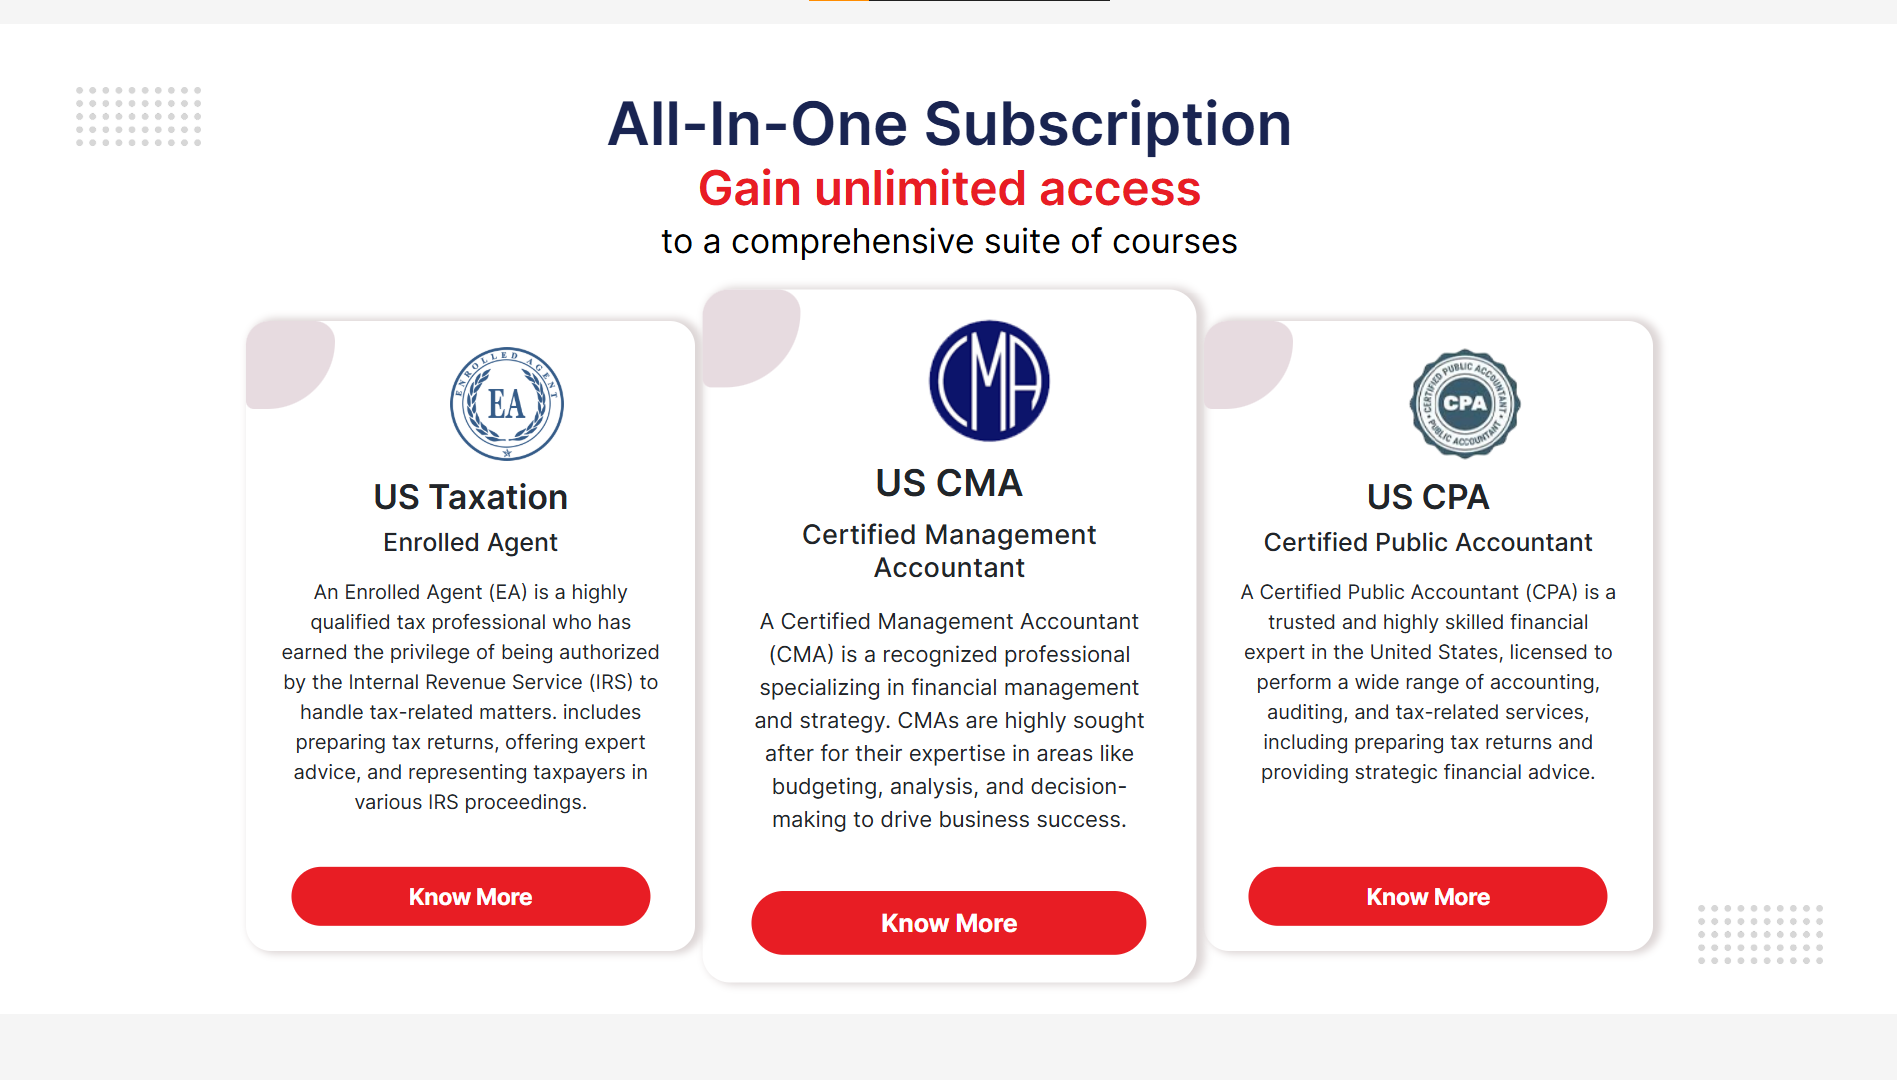 All-In-One Subscription
Gain unlimited access
to a comprehensive suite of courses
ENROLLED AGENT
EA
US Taxation
Enrolled Agent
An Enrolled Agent (EA) is a highly
qualified tax professional who has
earned the privilege of being authorized
by the Internal Revenue Service (IRS) to
handle tax-related matters. includes
preparing tax returns, offering expert
advice, and representing taxpayers in
various IRS proceedings.
Know More
CMA
US CMA
Certified Management
Accountant
A Certified Management Accountant
(CMA) is a recognized professional
specializing in financial management
and strategy. CMAs are highly sought
after for their expertise in areas like
budgeting, analysis, and decision-
making to drive business success.
Know More
CERTIFIED PUBLIC ACCOUNTANT
CPA
PUBLIC ACCOUNTANT
US CPA
Certified Public Accountant
A Certified Public Accountant (CPA) is a
trusted and highly skilled financial
expert in the United States, licensed to
perform a wide range of accounting,
auditing, and tax-related services,
including preparing tax returns and
providing strategic financial advice.
Know More